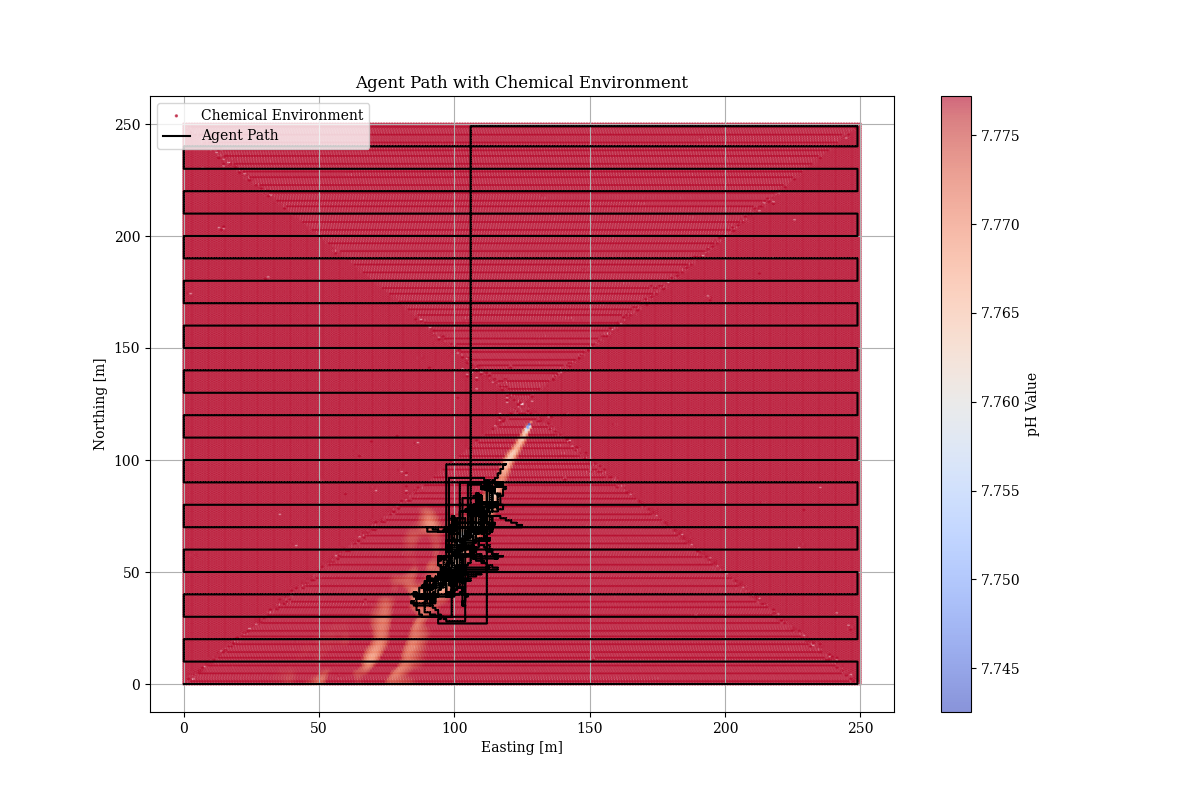 Agent Path with Chemical Environment
Chemical Environment
Agent Path
Northing [m]
250
200
150
100
50
0
0 50 100 150 200 250
Easting [m]
7.775
7.770
7.765
7.760
7.755
7.750
7.745
pH Value